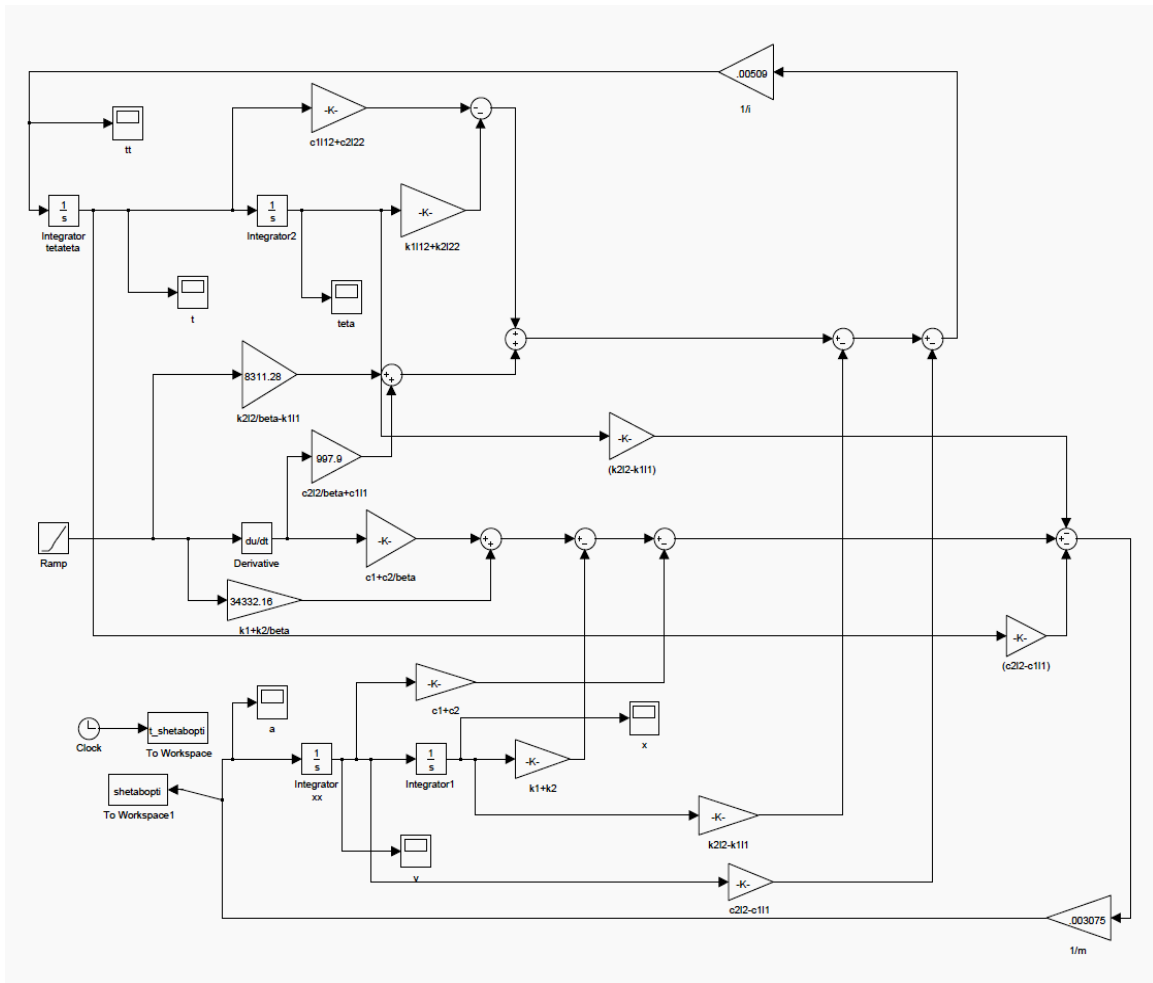 .00509
1/i
-K-
c1l12+c2l22
-
-
tt
1
s
Integrator
tetateta
1
s
Integrator2
-K-
k1l12+k2l22
t
teta
+
+
+
-
+
-
8311.28
k2l2/beta-k1l1
+
+
997.9
c2l2/beta+c1l1
-K-
(k2l2-k1l1)
Ramp
du/dt
Derivative
-K-
c1+c2/beta
+
+
+
-
+
-
-
+
-
34332.16
k1+k2/beta
-K-
(c2l2-c1l1)
-K-
c1+c2
a
x
Clock
t_shetabopti
To Workspace
1
s
Integrator
xx
1
s
Integrator1
-K-
k1+k2
shetabopti
To Workspace1
-K-
k2l2-k1l1
v
-K-
c2l2-c1l1
.003075
1/m